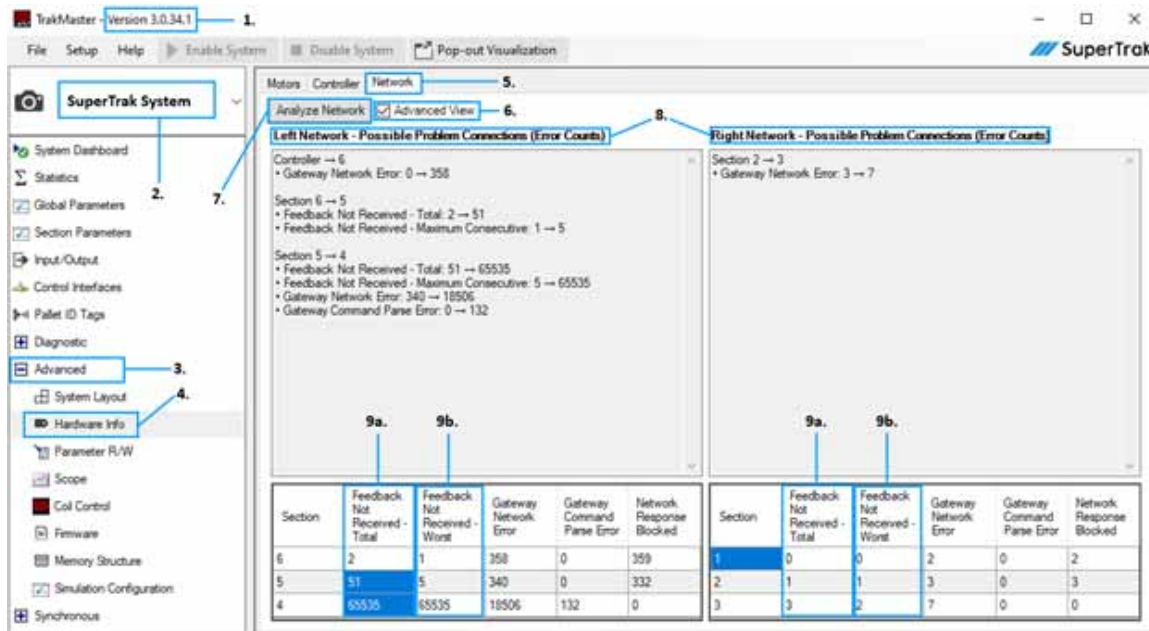 TrakMaster - Version 3.0.34.1
1.
File Setup Help Enable System Disable System Pop-out Visualization
SuperTrak
SuperTrak System
2.
System Dashboard
Statistics
Global Parameters
Section Parameters
Input/Output
Control Interfaces
Pallet ID Tags
Diagnostic
Advanced
3.
System Layout
4.
Hardware Info
Parameter R/W
Scope
Coil Control
Firmware
Memory Structure
Simulation Configuration
Synchronous
Motors Controller Network
5.
Analyze Network Advanced View
6.
7.
8.
Left Network - Possible Problem Connections (Error Counts)
Controller → 6
• Gateway Network Error: 0 → 358
Section 6 → 5
• Feedback Not Received - Total: 2 → 51
• Feedback Not Received - Maximum Consecutive: 1 → 5
Section 5 → 4
• Feedback Not Received - Total: 51 → 65535
• Feedback Not Received - Maximum Consecutive: 5 → 65535
• Gateway Network Error: 340 → 18506
• Gateway Command Parse Error: 0 → 132
Right Network - Possible Problem Connections (Error Counts)
Section 2 → 3
• Gateway Network Error: 3 → 7
9a. 9b.
Section Feedback Not Received - Total Feedback Not Received - Worst Gateway Network Error Gateway Command Parse Error Network Response Blocked
6 2 1 358 0 359
5 51 5 340 0 332
4 65535 65535 18506 132 0
9a. 9b.
Section Feedback Not Received - Total Feedback Not Received - Worst Gateway Network Error Gateway Command Parse Error Network Response Blocked
1 0 0 2 0 2
2 1 1 3 0 3
3 3 2 7 0 0